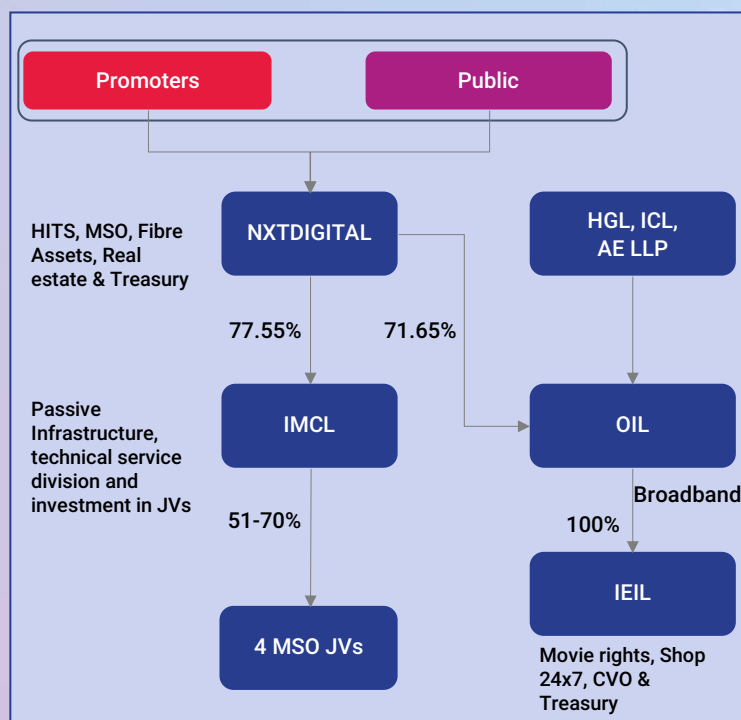 Promoters
Public
HITS, MSO, Fibre
Assets, Real
estate & Treasury
NXTDIGITAL
HGL, ICL,
AE LLP
77.55%
71.65%
Passive
Infrastructure,
technical service
division and
investment in JVs
IMCL
OIL
Broadband
51-70%
100%
4 MSO JVs
IEIL
Movie rights, Shop
24x7, CVO &
Treasury